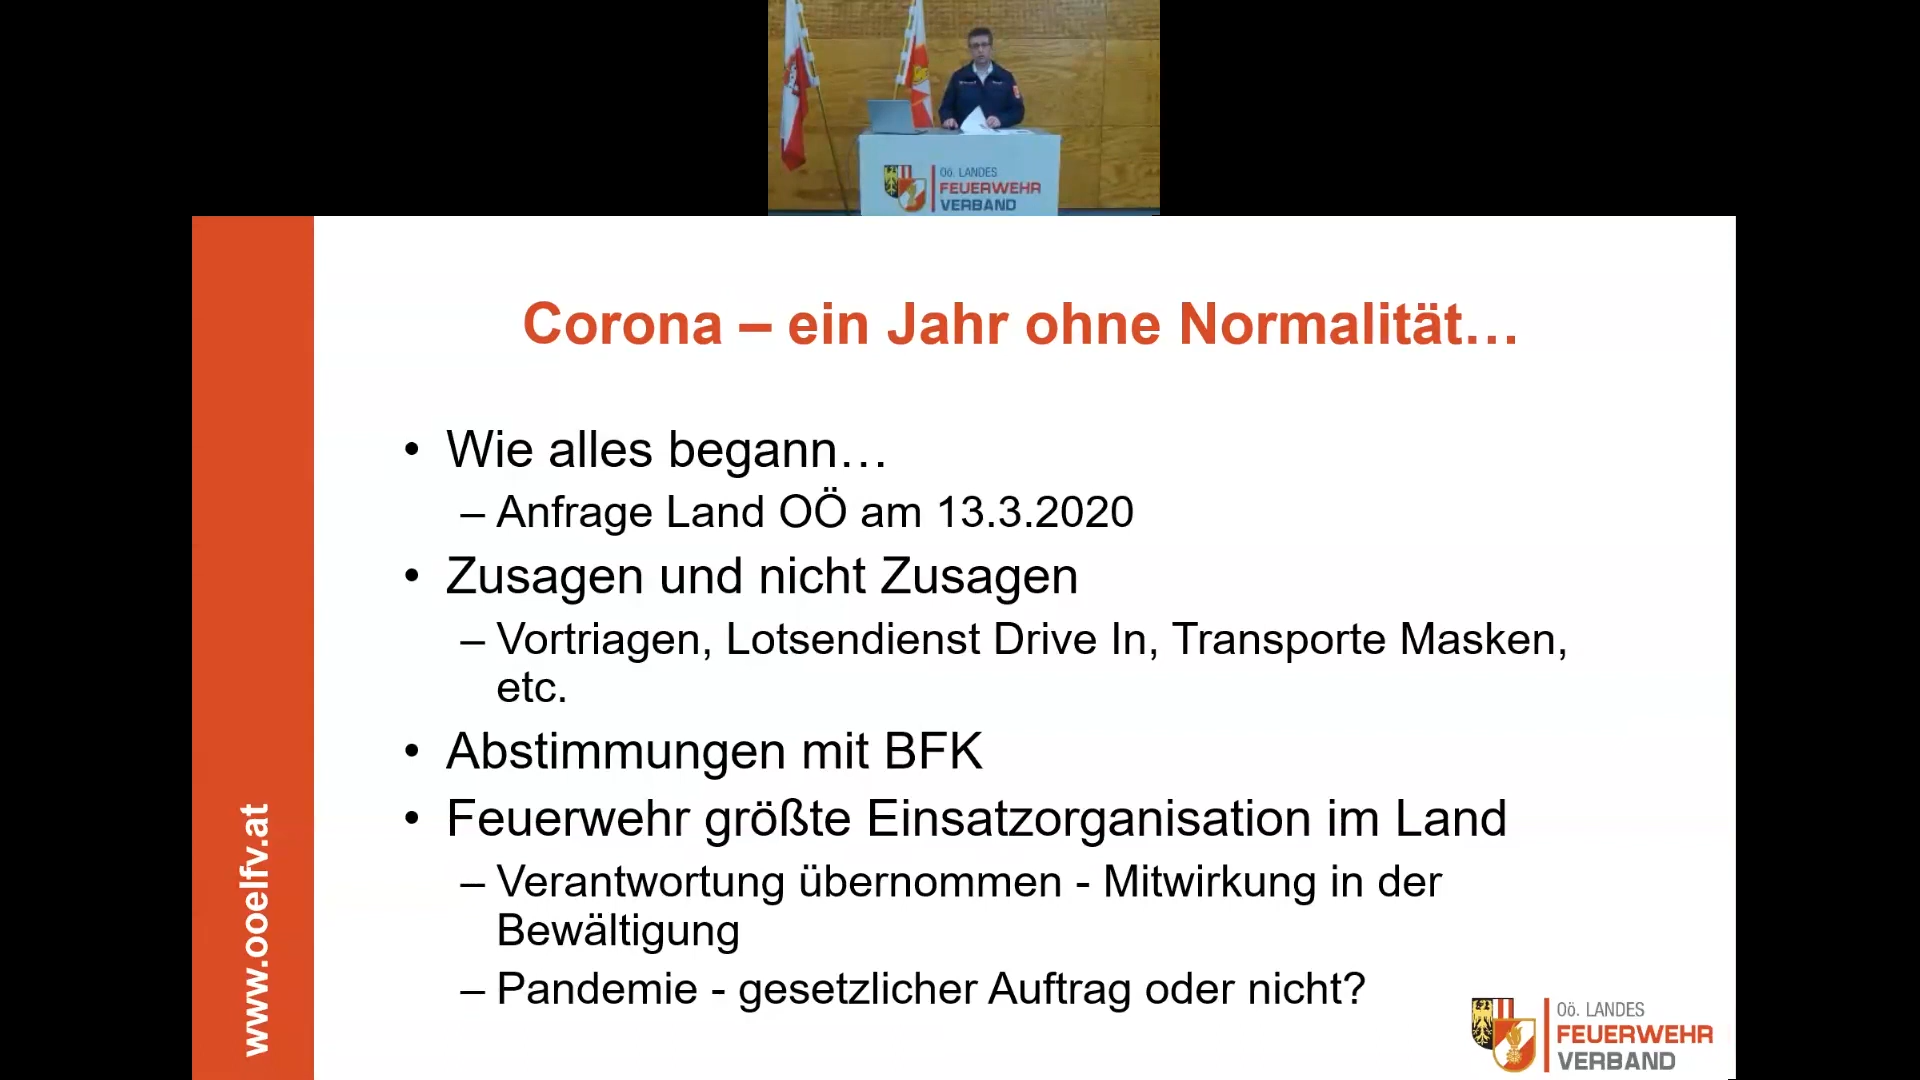 OÖ. LANDES
FEUERWEHR
VERBAND
Corona – ein Jahr ohne Normalität…
• Wie alles begann…
– Anfrage Land OÖ am 13.3.2020
• Zusagen und nicht Zusagen
– Vortriagen, Lotsendienst Drive In, Transporte Masken,
etc.
• Abstimmungen mit BFK
• Feuerwehr größte Einsatzorganisation im Land
– Verantwortung übernommen - Mitwirkung in der
Bewältigung
– Pandemie - gesetzlicher Auftrag oder nicht?
www.ooelfv.at
Oö. LANDES
FEUERWEHR
VERBAND